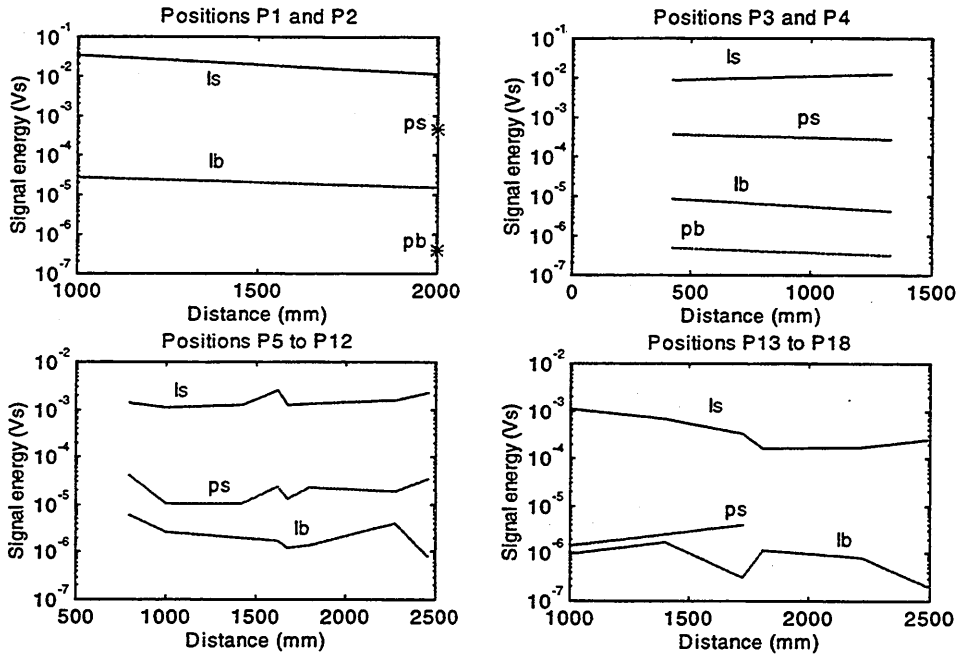 Positions P1 and P2
Signal energy (Vs)
10^-1
10^-2
10^-3
10^-4
10^-5
10^-6
10^-7
ls
ps
lb
pb
1000 1500 2000
Distance (mm)
Positions P3 and P4
Signal energy (Vs)
10^-1
10^-2
10^-3
10^-4
10^-5
10^-6
10^-7
ls
ps
lb
pb
0 500 1000 1500
Distance (mm)
Positions P5 to P12
Signal energy (Vs)
10^-2
10^-3
10^-4
10^-5
10^-6
10^-7
ls
ps
lb
500 1000 1500 2000 2500
Distance (mm)
Positions P13 to P18
Signal energy (Vs)
10^-2
10^-3
10^-4
10^-5
10^-6
10^-7
ls
ps
lb
1000 1500 2000 2500
Distance (mm)